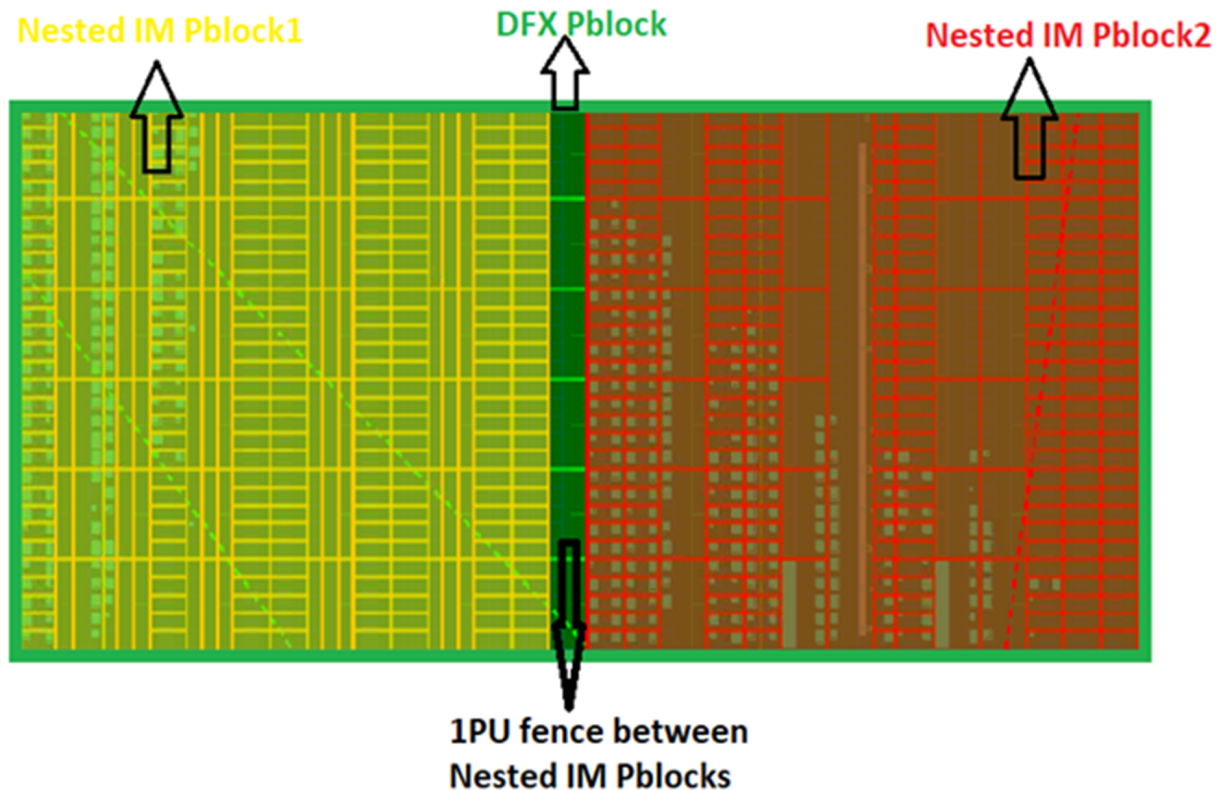 Nested IM Pblock1
DFX Pblock
Nested IM Pblock2
1PU fence between
Nested IM Pblocks